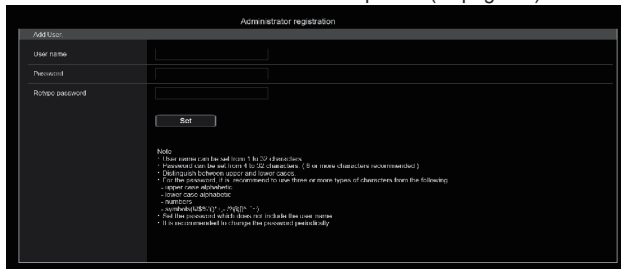 Administrator registration
Add User.
User name
Password
Retype password
Set
Note
・User name can be set from 1 to 32 characters
・Password can be set from 4 to 32 characters. ( 8 or more characters recommended )
・Distinguish between upper and lower cases.
・For the password, it is recommend to use three or more types of characters from the following
- upper case alphabetic
- lower case alphabetic
- numbers
- symbols
・Set the password which does not include the user name
・It is recommended to change the password periodically